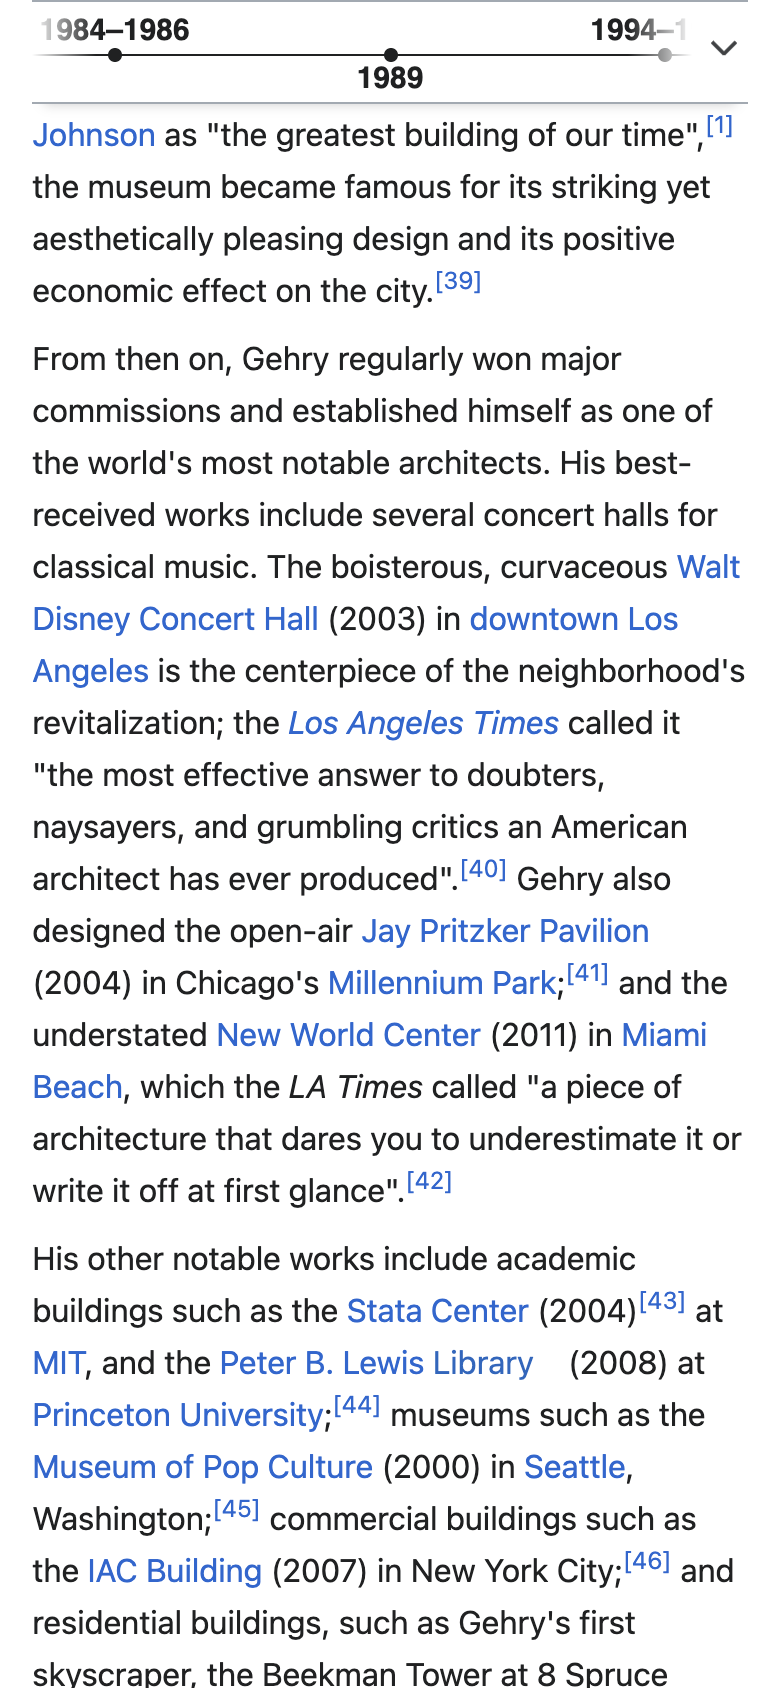 1984–1986
1994–1
1989
Johnson as "the greatest building of our time",[1]
the museum became famous for its striking yet
aesthetically pleasing design and its positive
economic effect on the city.[39]
From then on, Gehry regularly won major
commissions and established himself as one of
the world's most notable architects. His best-
received works include several concert halls for
classical music. The boisterous, curvaceous Walt
Disney Concert Hall (2003) in downtown Los
Angeles is the centerpiece of the neighborhood's
revitalization; the Los Angeles Times called it
"the most effective answer to doubters,
naysayers, and grumbling critics an American
architect has ever produced".[40] Gehry also
designed the open-air Jay Pritzker Pavilion
(2004) in Chicago's Millennium Park;[41] and the
understated New World Center (2011) in Miami
Beach, which the LA Times called "a piece of
architecture that dares you to underestimate it or
write it off at first glance".[42]
His other notable works include academic
buildings such as the Stata Center (2004)[43] at
MIT, and the Peter B. Lewis Library (2008) at
Princeton University;[44] museums such as the
Museum of Pop Culture (2000) in Seattle,
Washington;[45] commercial buildings such as
the IAC Building (2007) in New York City;[46] and
residential buildings, such as Gehry's first
skyscraper, the Beekman Tower at 8 Spruce